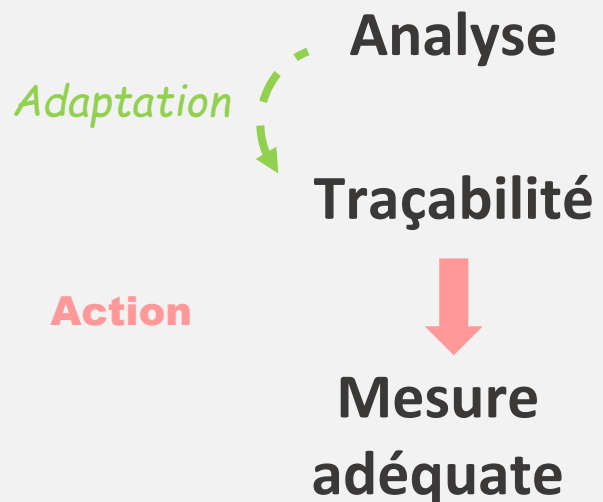 Analyse
Adaptation
Traçabilité
Action
Mesure
adéquate